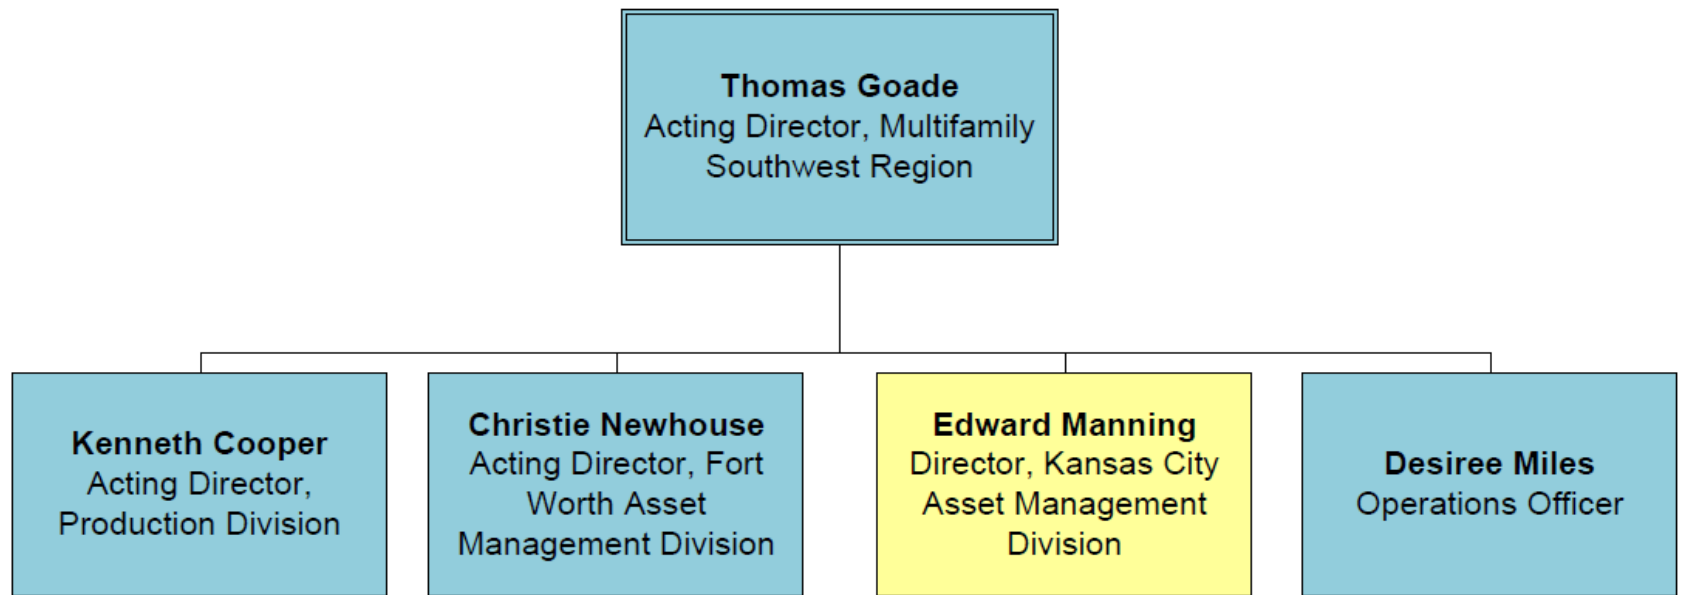 Thomas Goade
Acting Director, Multifamily
Southwest Region
Kenneth Cooper
Acting Director,
Production Division
Christie Newhouse
Acting Director, Fort
Worth Asset
Management Division
Edward Manning
Director, Kansas City
Asset Management
Division
Desiree Miles
Operations Officer